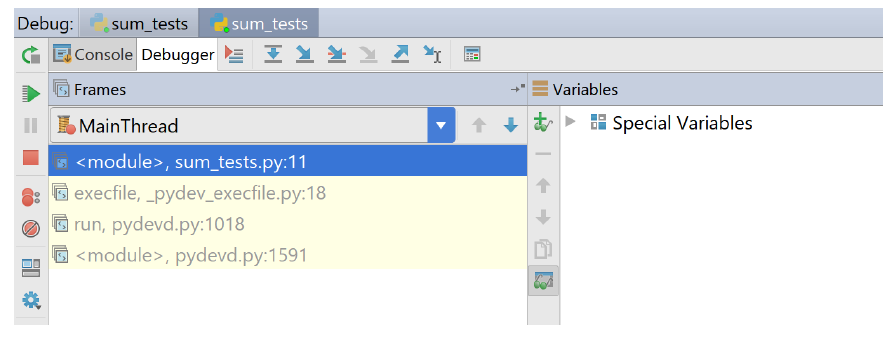 Debug: sum_tests sum_tests
Console Debugger
Frames Variables
MainThread Special Variables
<module>, sum_tests.py:11
execfile, _pydev_execfile.py:18
run, pydevd.py:1018
<module>, pydevd.py:1591